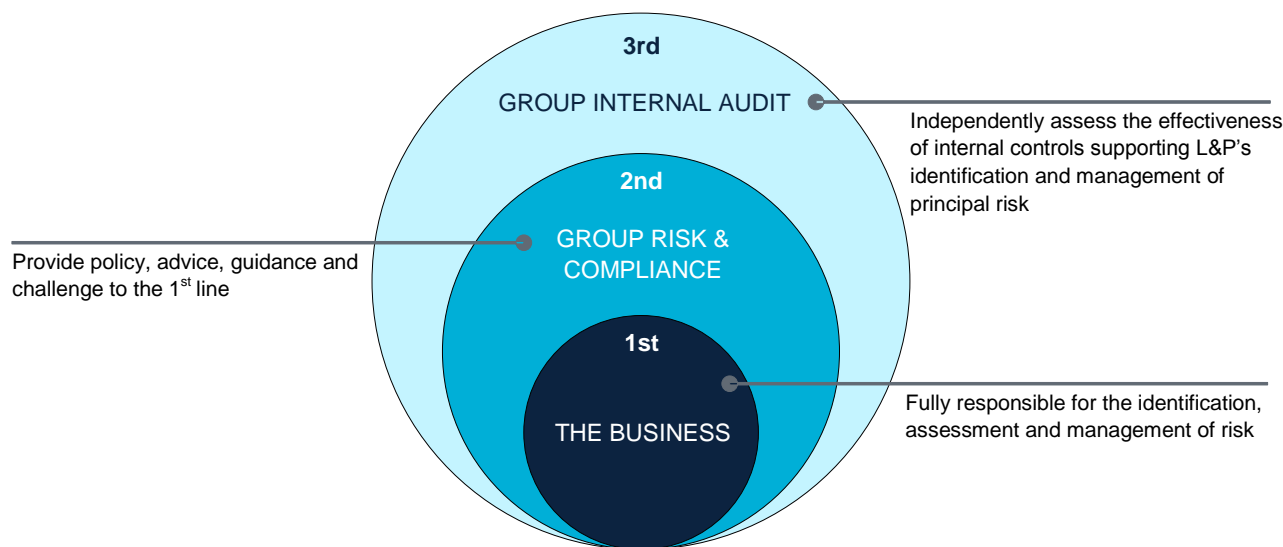 3rd
GROUP INTERNAL AUDIT
Independently assess the effectiveness
of internal controls supporting L&P's
identification and management of
principal risk
2nd
GROUP RISK &
COMPLIANCE
Provide policy, advice, guidance and
challenge to the 1st line
1st
THE BUSINESS
Fully responsible for the identification,
assessment and management of risk